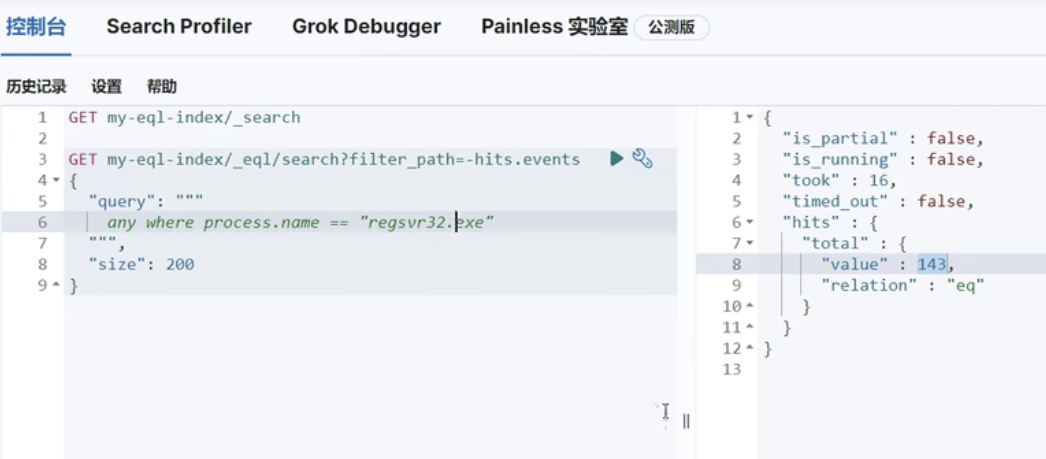 控制台 Search Profiler Grok Debugger Painless 实验室 公测版
历史记录 设置 帮助
1 GET my-eql-index/_search
2
3 GET my-eql-index/_eql/search?filter_path=-hits.events
4 {
5 "query": """
6 any where process.name == "regsvr32.exe"
7 """,
8 "size": 200
9 }
1 {
2 "is_partial" : false,
3 "is_running" : false,
4 "took" : 16,
5 "timed_out" : false,
6 "hits" : {
7 "total" : {
8 "value" : 143,
9 "relation" : "eq"
10 }
11 }
12 }
13